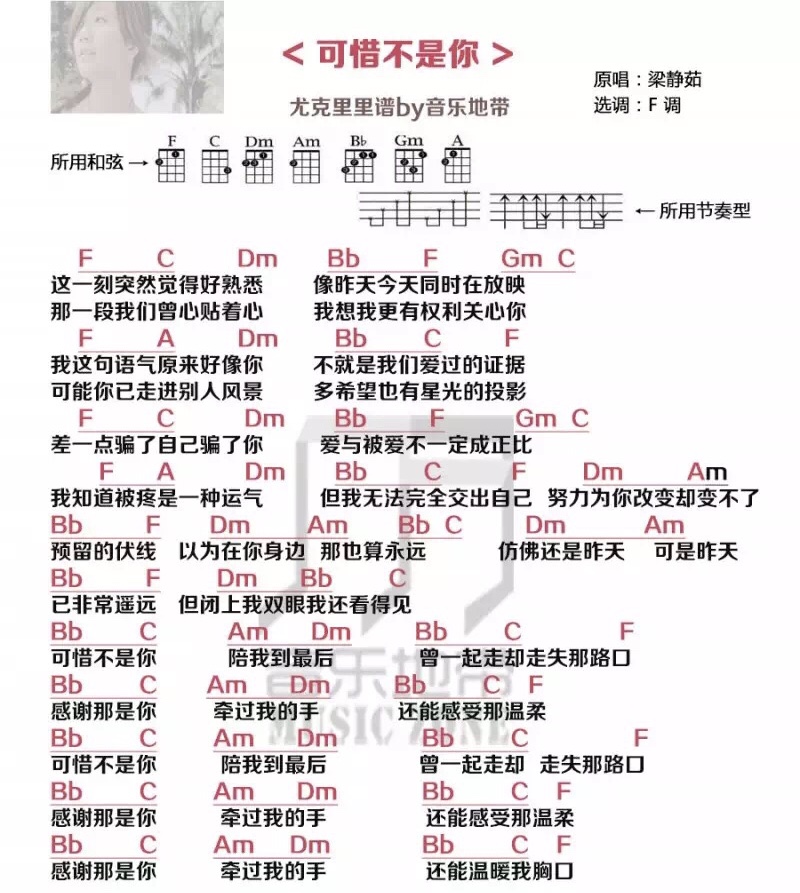 < 可惜不是你 >
原唱：梁静茹
尤克里里谱by音乐地带
选调：F 调
F C Dm Am Bb Gm A
所用和弦→
←所用节奏型
F C Dm Bb F Gm C
这一刻突然觉得好熟悉 像昨天今天同时在放映
那一段我们曾心贴着心 我想我更有权利关心你
F A Dm Bb C F
我这句语气原来好像你 不就是我们爱过的证据
可能你已走进别人风景 多希望也有星光的投影
F C Dm Bb F Gm C
差一点骗了自己骗了你 爱与被爱不一定成正比
F A Dm Bb C F Dm Am
我知道被疼是一种运气 但我无法完全交出自己 努力为你改变却变不了
Bb F Dm Am Bb C Dm Am
预留的伏线 以为在你身边 那也算永远 仿佛还是昨天 可是昨天
Bb F Dm Bb C
已非常遥远 但闭上我双眼我还看得见
Bb C Am Dm Bb C F
可惜不是你 陪我到最后 曾一起走却走失那路口
Bb C Am Dm Bb C F
感谢那是你 牵过我的手 还能感受那温柔
Bb C Am Dm Bb C F
可惜不是你 陪我到最后 曾一起走却 走失那路口
Bb C Am Dm Bb C F
感谢那是你 牵过我的手 还能感受那温柔
Bb C Am Dm Bb C F
感谢那是你 牵过我的手 还能温暖我胸口
音乐地带
MUSIC ZONE